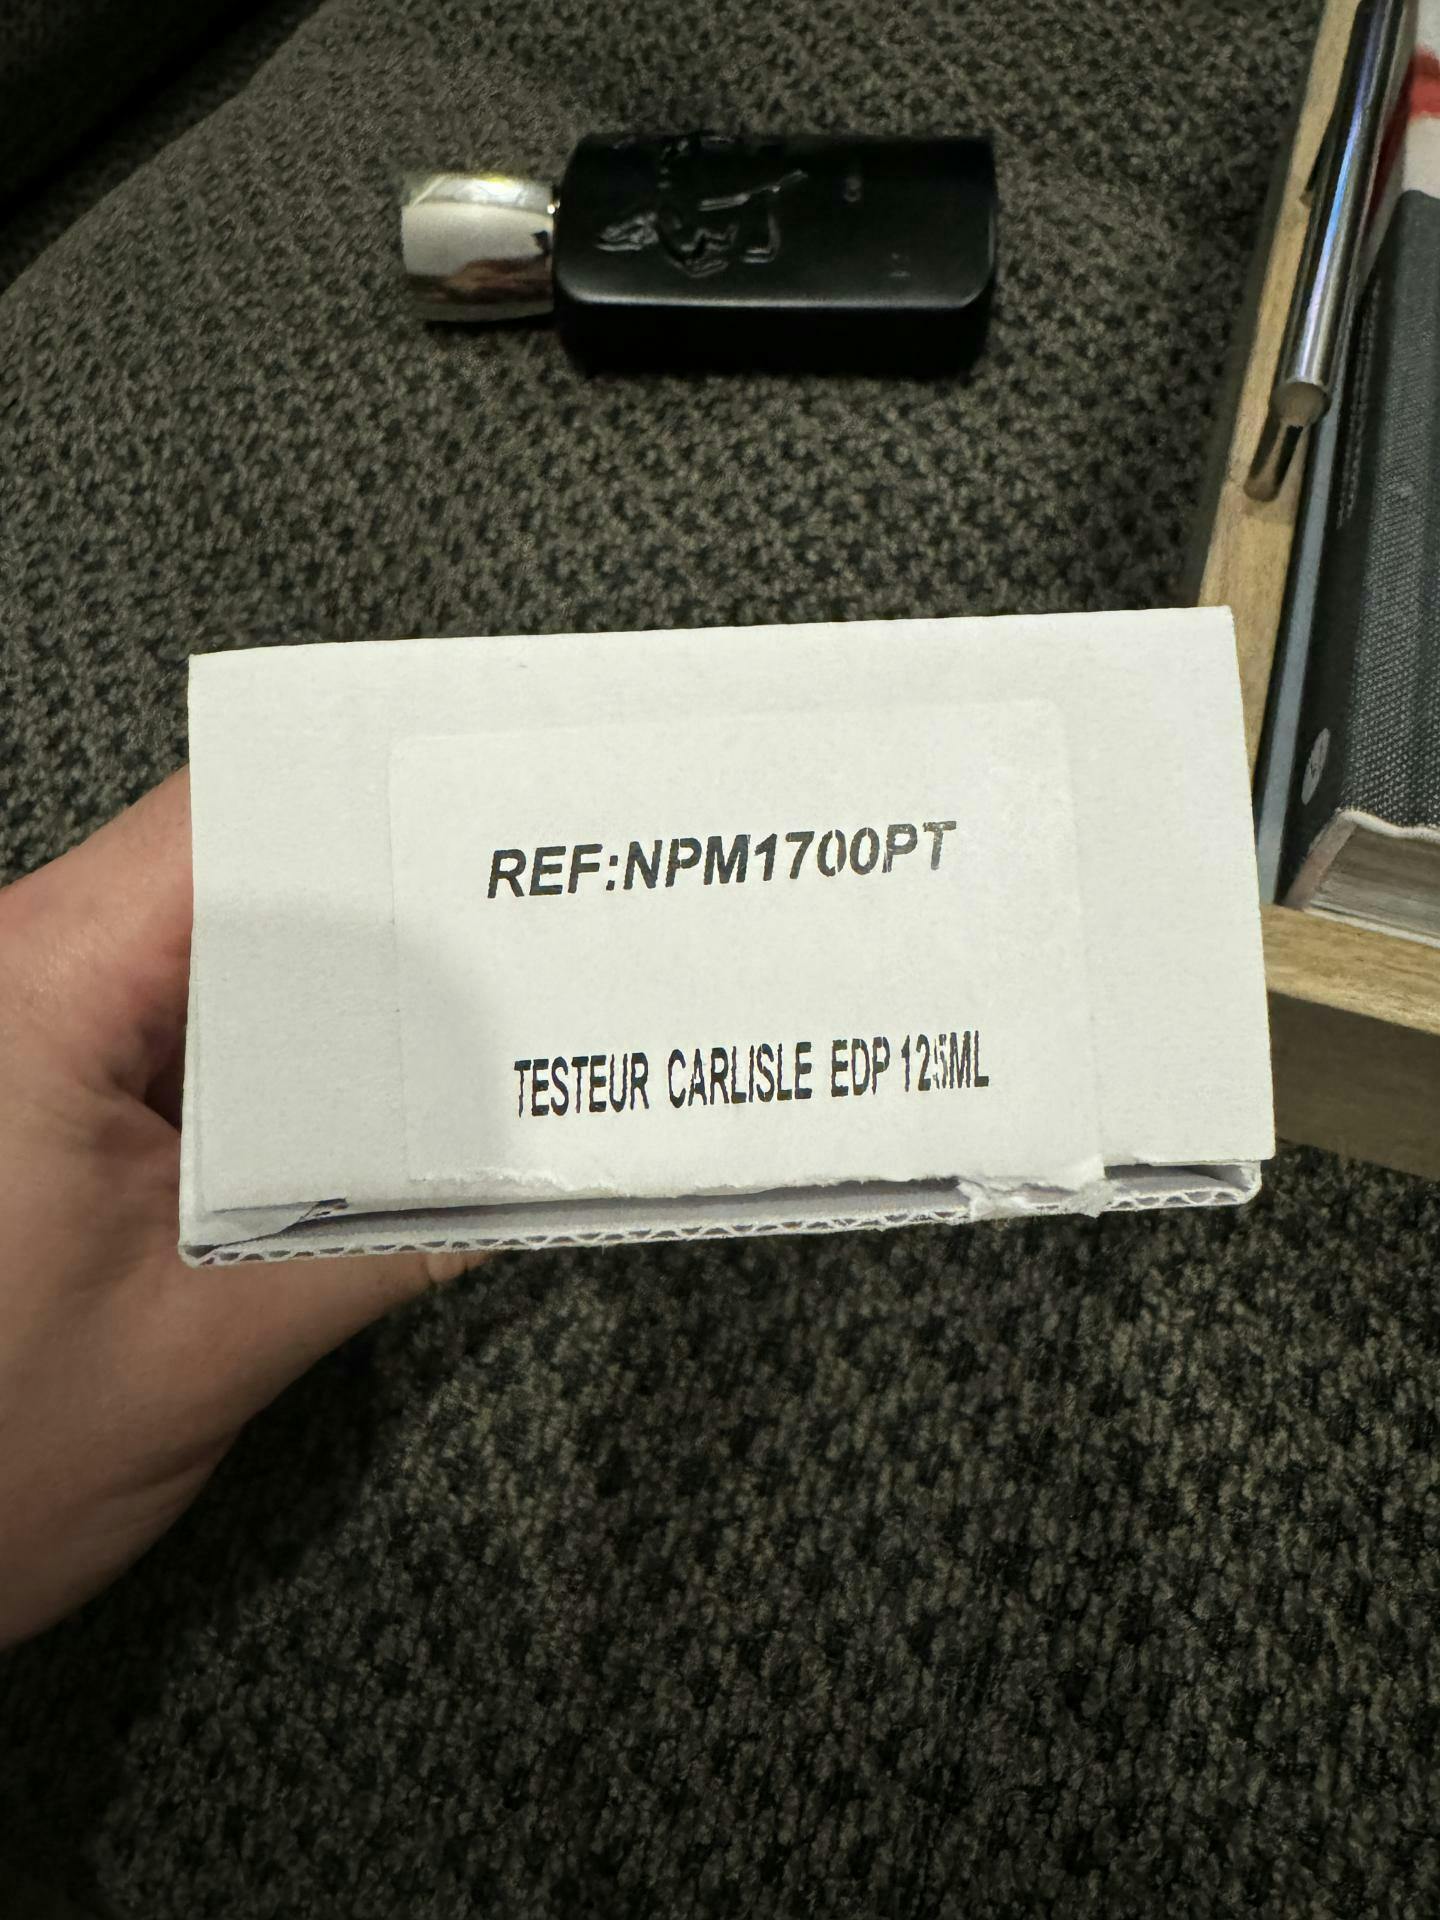 REF:NPM1700PT
TESTEUR CARLISLE EDP 125ML